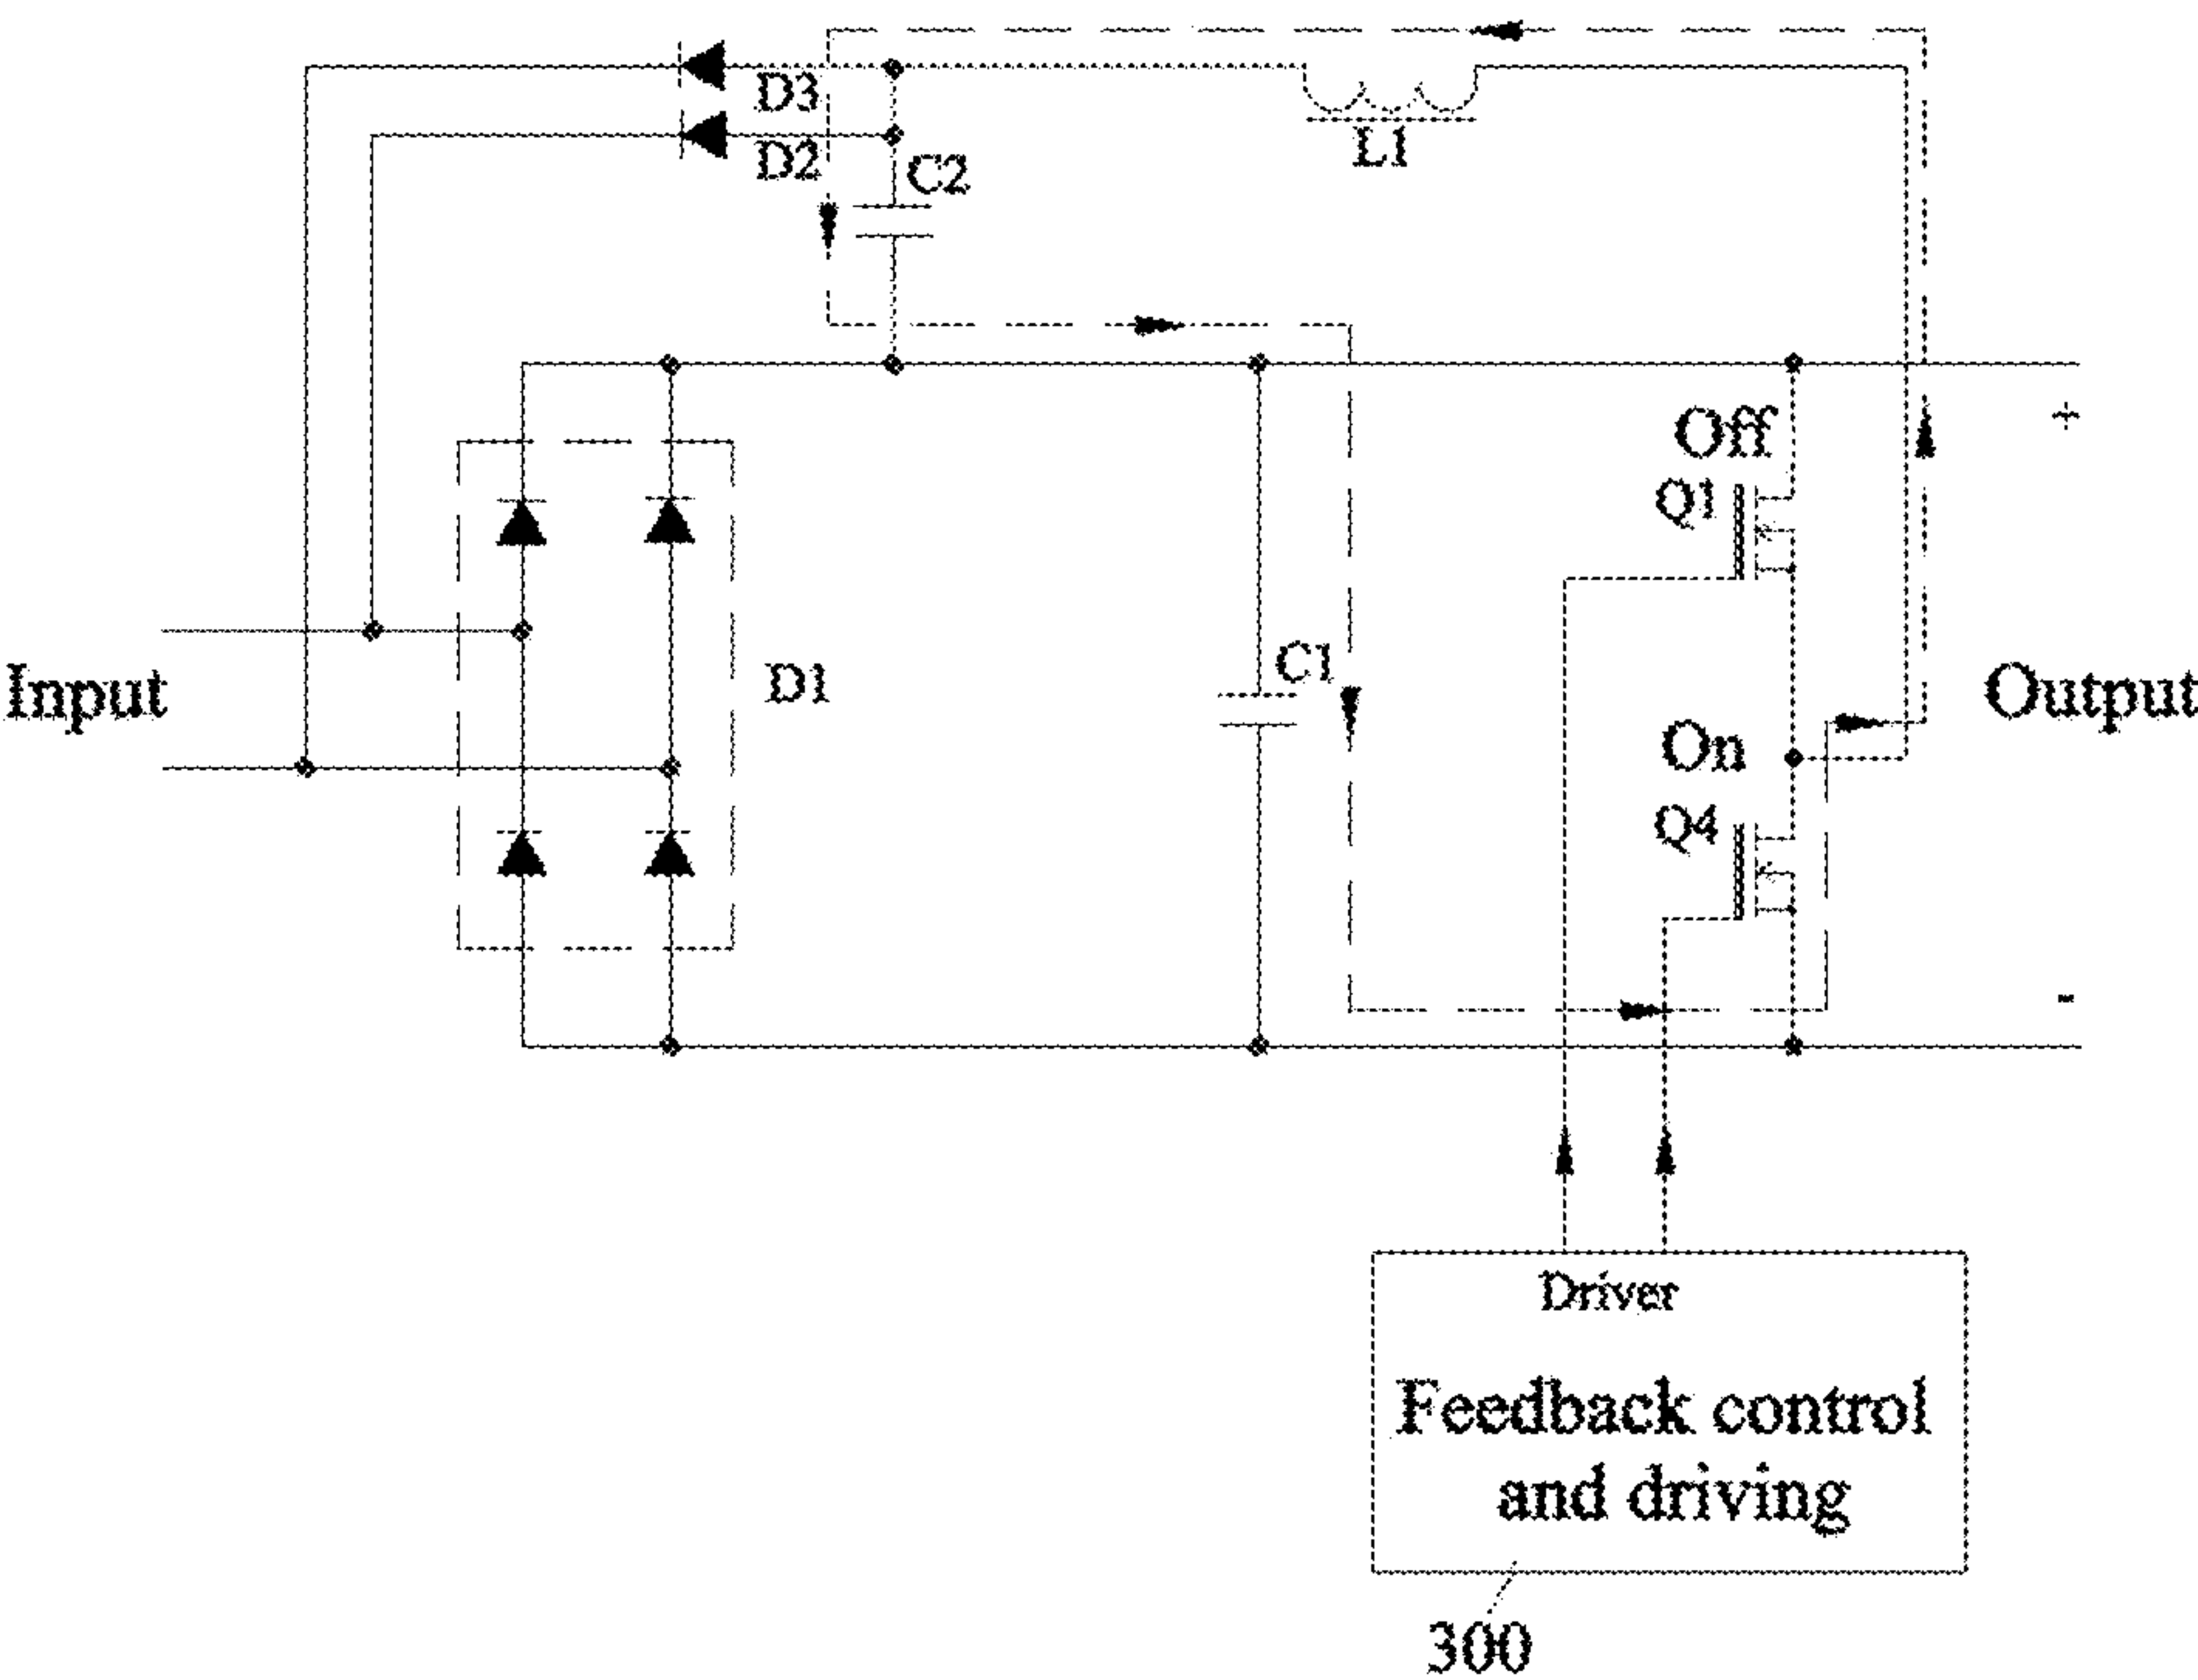 D3
D2
C2
L1
+
Off
Q1
Input
D1
C1
On
Output
Q4
-
Driver
Feedback control
and driving
300